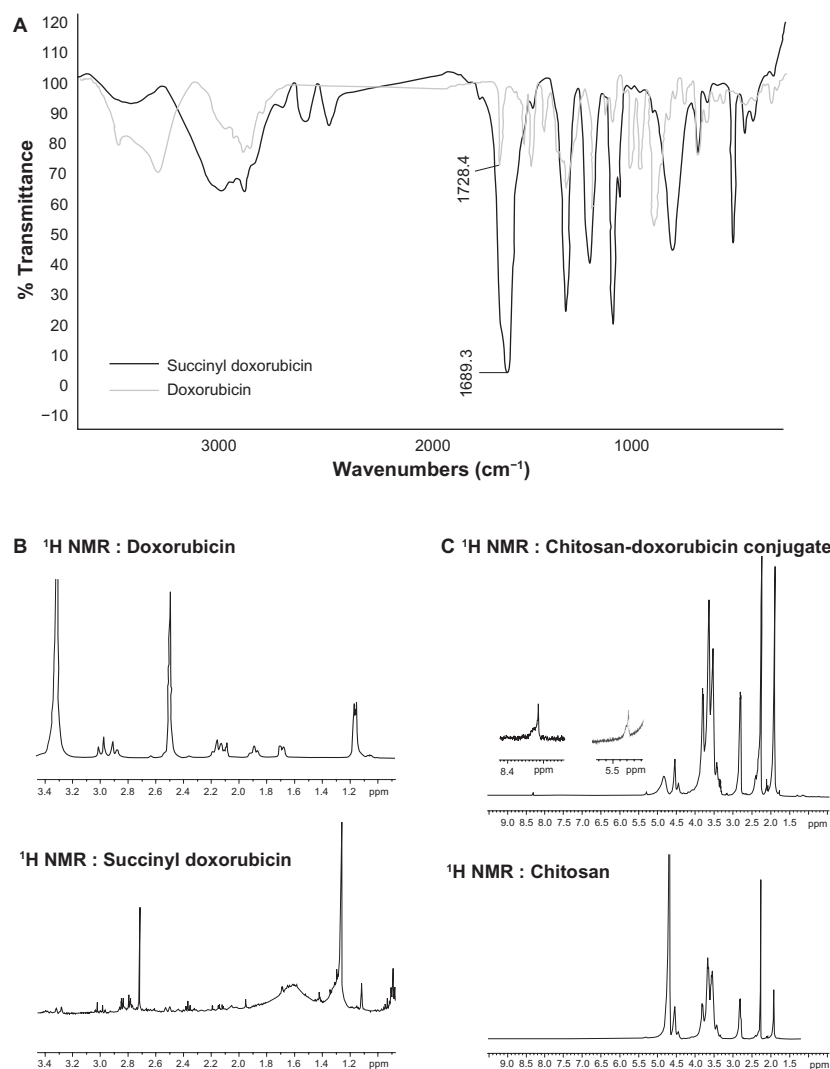 A
120
110
100
90
80
70
60
50
40
30
20
10
0
−10
% Transmittance
1728.4
1689.3
Succinyl doxorubicin
Doxorubicin
3000 2000 1000
Wavenumbers (cm⁻¹)
B ¹H NMR : Doxorubicin
3.4 3.2 3.0 2.8 2.6 2.4 2.2 2.0 1.8 1.6 1.4 1.2 ppm
¹H NMR : Succinyl doxorubicin
3.4 3.2 3.0 2.8 2.6 2.4 2.2 2.0 1.8 1.6 1.4 1.2 ppm
C ¹H NMR : Chitosan-doxorubicin conjugate
8.4 ppm
5.5 ppm
9.0 8.5 8.0 7.5 7.0 6.5 6.0 5.5 5.0 4.5 4.0 3.5 3.0 2.5 2.0 1.5 ppm
¹H NMR : Chitosan
9.0 8.5 8.0 7.5 7.0 6.5 6.0 5.5 5.0 4.5 4.0 3.5 3.0 2.5 2.0 1.5 ppm